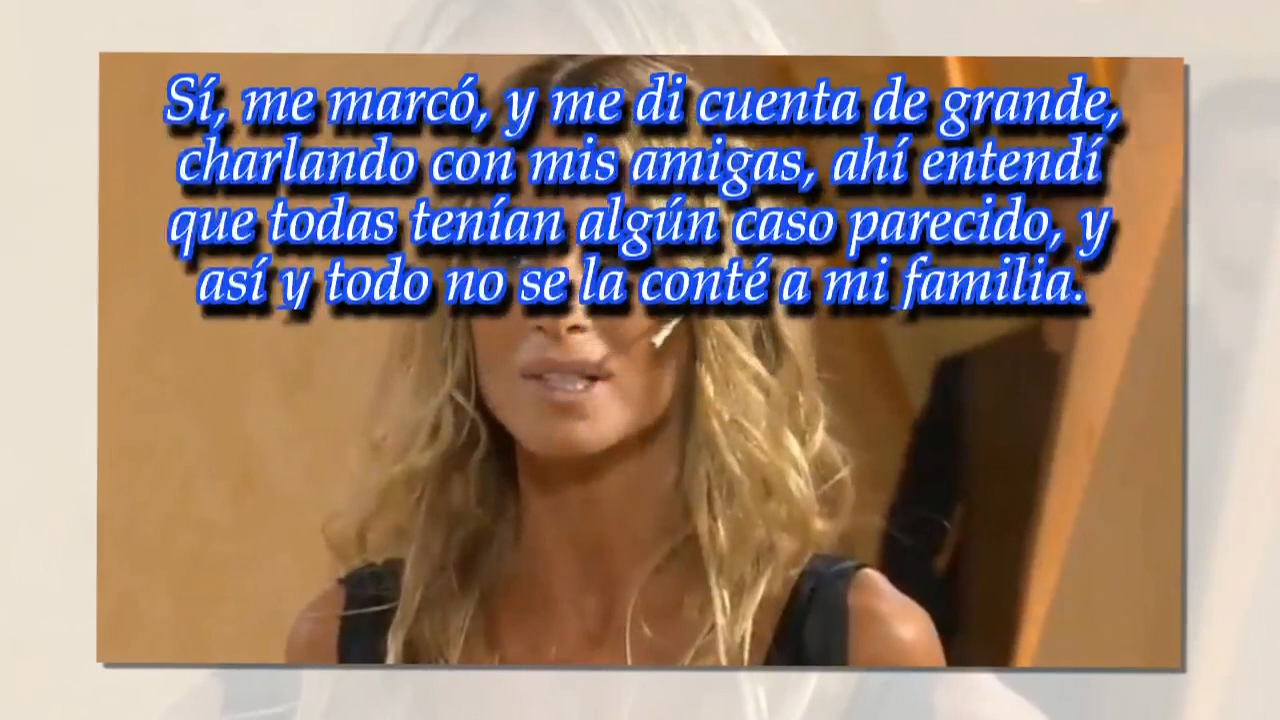 Sí, me marcó, y me di cuenta de grande,
charlando con mis amigas, ahí entendí
que todas tenían algún caso parecido, y
así y todo no se la conté a mi familia.